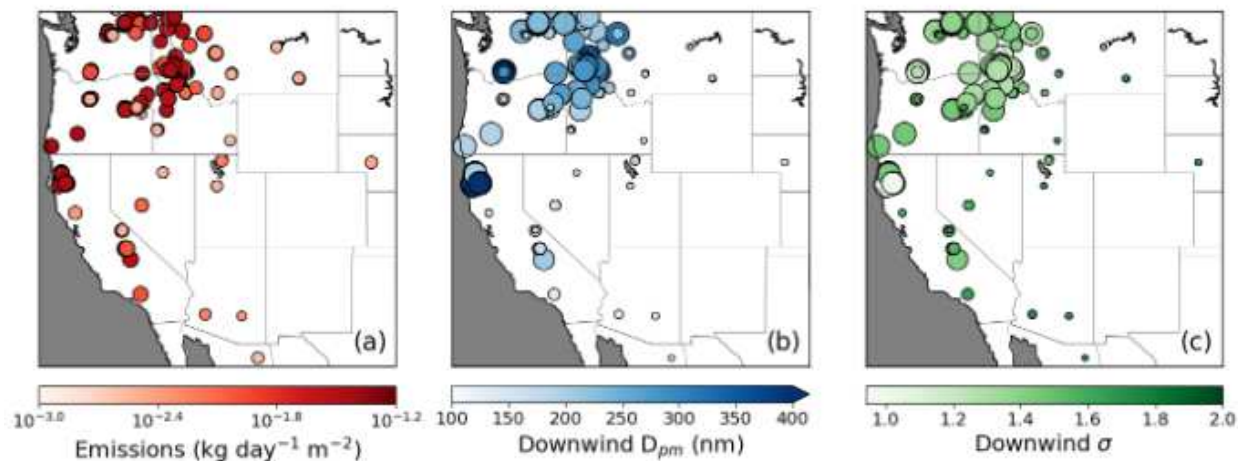 (a) (b) (c)
10⁻³·⁰ 10⁻²·⁴ 10⁻¹·⁸ 10⁻¹·²
Emissions (kg day⁻¹ m⁻²)
100 150 200 250 300 350 400
Downwind Dₚₘ (nm)
1.0 1.2 1.4 1.6 1.8 2.0
Downwind σ